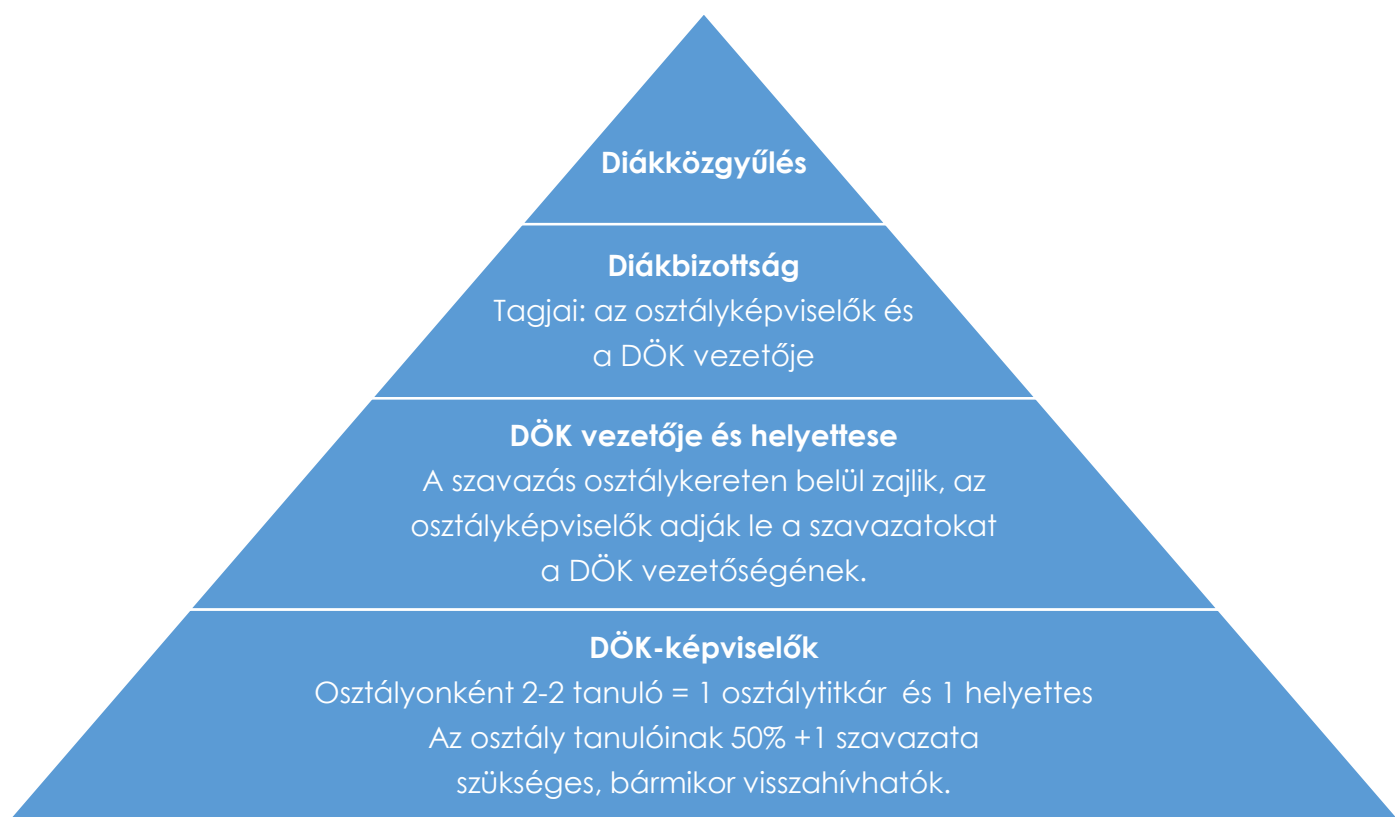 Diákközgyűlés
Diákbizottság
Tagjai: az osztályképviselők és
a DÖK vezetője
DÖK vezetője és helyettese
A szavazás osztálykereten belül zajlik, az
osztályképviselők adják le a szavazatokat
a DÖK vezetőségének.
DÖK-képviselők
Osztályonként 2-2 tanuló = 1 osztálytitkár és 1 helyettes
Az osztály tanulóinak 50% +1 szavazata
szükséges, bármikor visszahívhatók.